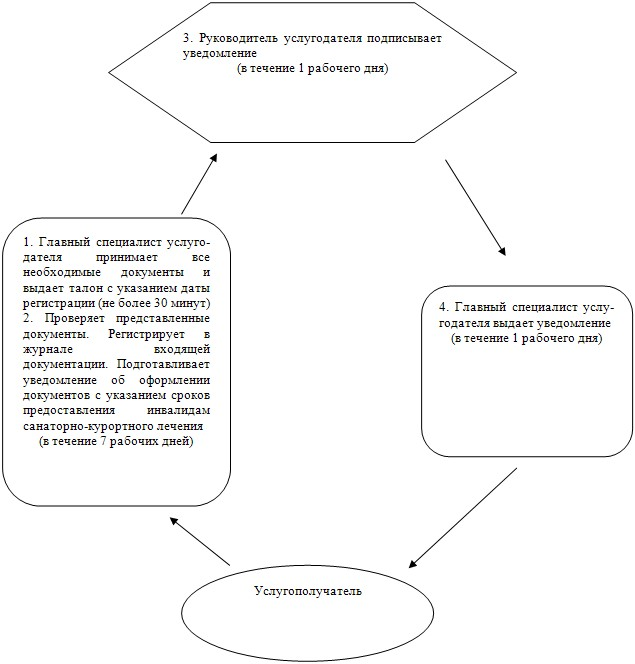 3. Руководитель услугодателя подписывает
уведомление
(в течение 1 рабочего дня)
1. Главный специалист услуго-
дателя принимает все
необходимые документы и
выдает талон с указанием даты
регистрации (не более 30 минут)
2. Проверяет представленные
документы. Регистрирует в
журнале входящей
документации. Подготавливает
уведомление об оформлении
документов с указанием сроков
предоставления инвалидам
санаторно-курортного лечения
(в течение 7 рабочих дней)
4. Главный специалист услу-
годателя выдает уведомление
(в течение 1 рабочего дня)
Услугополучатель